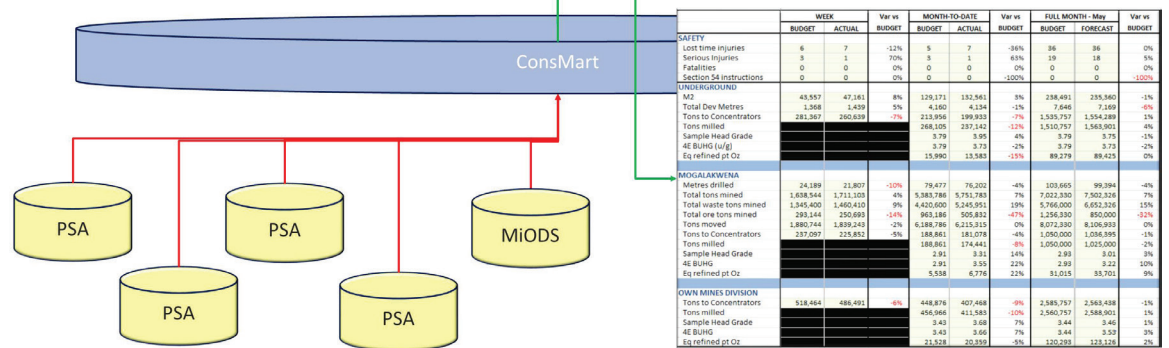 ConsMart
PSA
PSA
MiODS
PSA
PSA
WEEK Var vs MONTH-TO-DATE Var vs FULL MONTH - May Var vs
BUDGET ACTUAL BUDGET BUDGET ACTUAL BUDGET BUDGET FORECAST BUDGET
SAFETY
Lost time injuries 6 7 -12% 5 7 -36% 36 36 0%
Serious Injuries 3 1 70% 3 1 63% 19 18 5%
Fatalities 0 0 0% 0 0 0% 0 0 0%
Section 54 instructions 0 0 0% 0 0 -100% 0 0 -100%
UNDERGROUND
M2 43,557 47,161 8% 129,171 132,561 3% 238,491 235,360 -1%
Total Dev Metres 1,368 1,439 5% 4,160 4,134 -1% 7,646 7,169 -6%
Tons to Concentrators 281,367 260,639 -7% 213,956 199,933 -7% 1,535,757 1,554,289 1%
Tons milled 268,105 237,142 -12% 1,510,757 1,563,901 4%
Sample Head Grade 3.79 3.95 4% 3.79 3.75 -1%
4E BUHG (u/g) 3.79 3.73 -2% 3.79 3.73 -2%
Eq refined pt Oz 15,990 13,583 -15% 89,279 89,425 0%
MOGALAKWENA
Metres drilled 24,189 21,807 -10% 79,477 76,202 -4% 103,665 99,394 -4%
Total tons mined 1,638,544 1,711,103 4% 5,383,786 5,751,783 7% 7,022,330 7,502,326 7%
Total waste tons mined 1,345,400 1,460,410 9% 4,420,600 5,245,951 19% 5,766,000 6,652,326 15%
Total ore tons mined 293,144 250,693 -14% 963,186 505,832 -47% 1,256,330 850,000 -32%
Tons moved 1,880,744 1,839,243 -2% 6,188,786 6,215,315 0% 8,072,330 8,106,933 0%
Tons to Concentrators 237,097 225,852 -5% 188,861 181,078 -4% 1,050,000 1,036,395 -1%
Tons milled 188,861 174,441 -8% 1,050,000 1,025,000 -2%
Sample Head Grade 2.91 3.31 14% 2.93 3.01 3%
4E BUHG 2.91 3.55 22% 2.93 3.22 10%
Eq refined pt Oz 5,538 6,776 22% 31,015 33,701 9%
OWN MINES DIVISION
Tons to Concentrators 518,464 486,491 -6% 448,876 407,468 -9% 2,585,757 2,563,438 -1%
Tons milled 456,966 411,583 -10% 2,560,757 2,588,901 1%
Sample Head Grade 3.43 3.68 7% 3.44 3.46 1%
4E BUHG 3.43 3.66 7% 3.44 3.53 3%
Eq refined pt Oz 21,528 20,359 -5% 120,293 123,126 2%